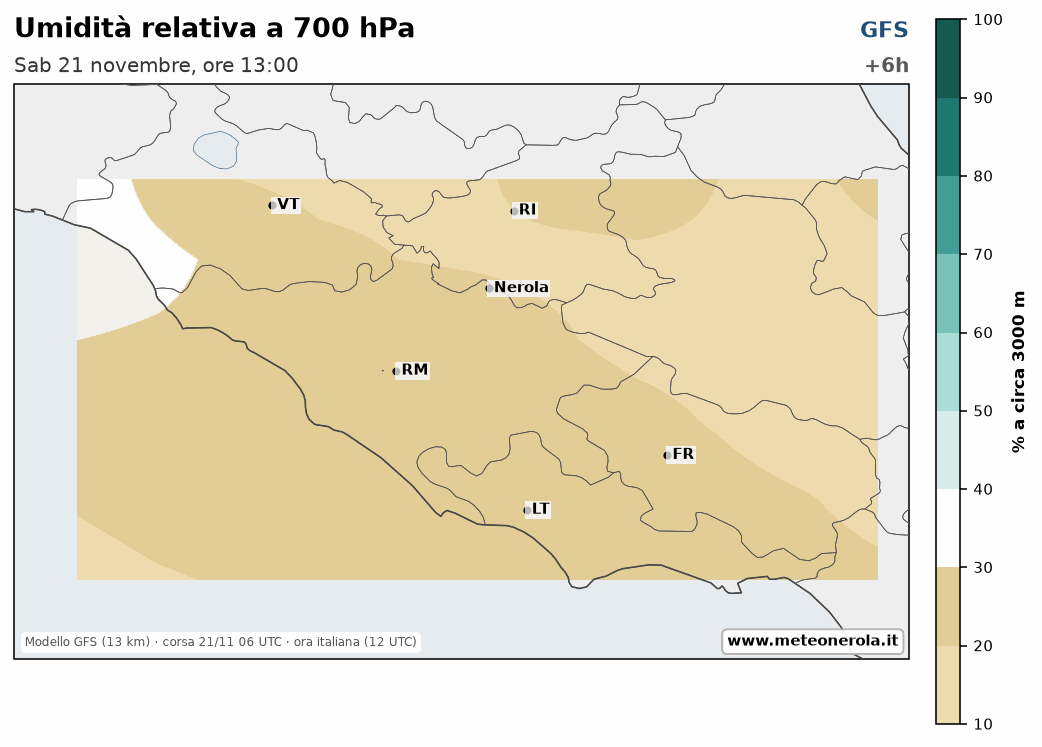 Umidità relativa a 700 hPa
GFS
Sab 21 novembre, ore 13:00
+6h
VT
RI
Nerola
RM
FR
LT
Modello GFS (13 km) · corsa 21/11 06 UTC · ora italiana (12 UTC)
www.meteonerola.it
100
90
80
70
60
50
40
30
20
10
% a circa 3000 m